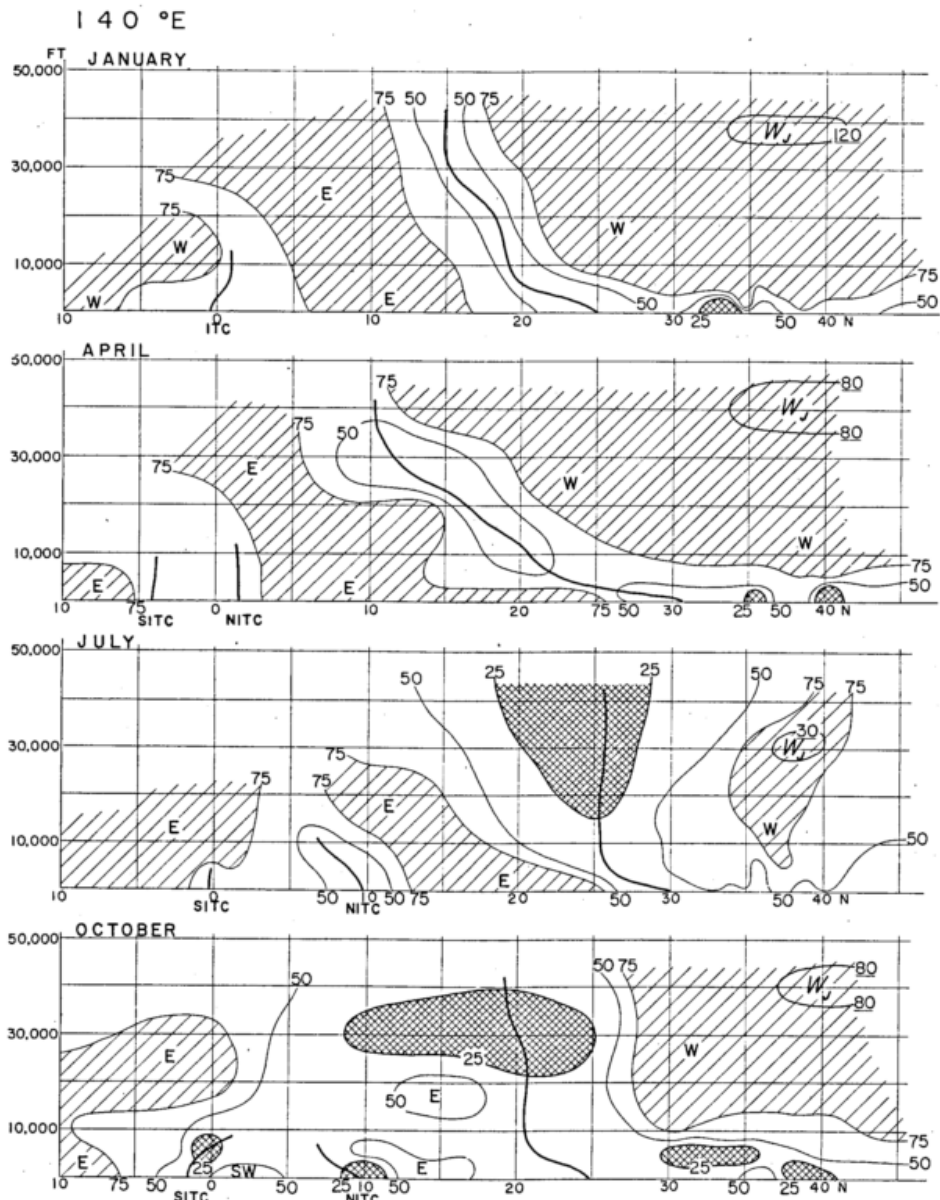 140 °E
FT JANUARY
50,000
75 50 50 75
W_J 120
30,000
75
E
75
W
W
10,000
75
W E 50 50
10 0 10 20 30 25 50 40 N
ITC
APRIL
50,000
75 80
W_J
75 50 80
30,000
75 E
W
W
10,000
75
E E 50
10 75 0 10 20 75 50 30 25 50 40 N
SITC NITC
JULY
50,000
50 25 25 50 75 75
30
30,000 W_J
75
75 75
E
E W
10,000
50
E
0 50 10 50 75 20 50 30 50 40 N
SITC NITC
OCTOBER
50,000
50 50 75 80
W_J
80
30,000
E W
25
E
50
10,000
75
E 25 SW E 25 50
10 75 50 0 50 25 10 50 20 30 50 25 40 N
SITC NITC